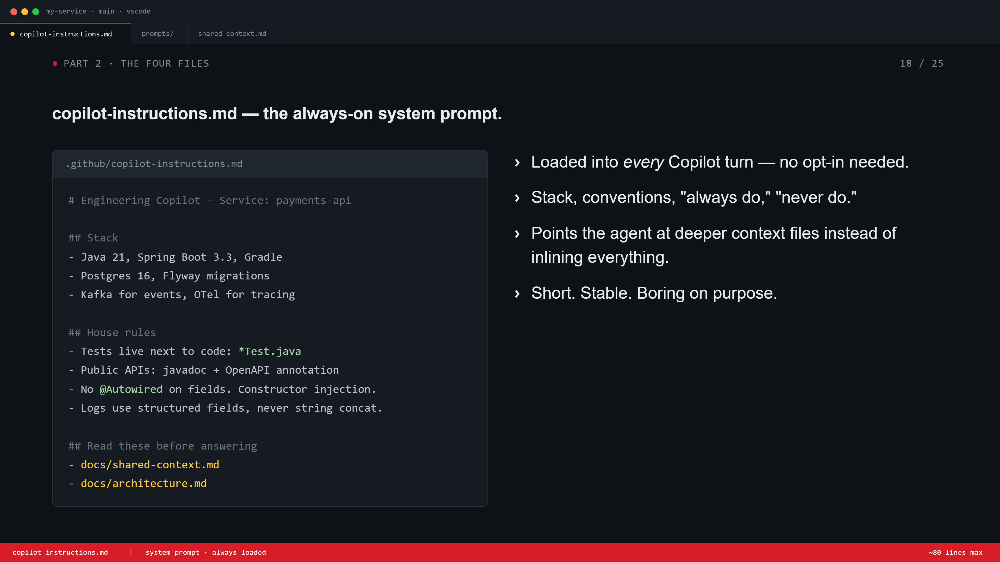 my-service · main · vscode
copilot-instructions.md
prompts/
shared-context.md
PART 2 · THE FOUR FILES
18 / 25
copilot-instructions.md — the always-on system prompt.
.github/copilot-instructions.md
# Engineering Copilot — Service: payments-api
## Stack
- Java 21, Spring Boot 3.3, Gradle
- Postgres 16, Flyway migrations
- Kafka for events, OTel for tracing
## House rules
- Tests live next to code: *Test.java
- Public APIs: javadoc + OpenAPI annotation
- No @Autowired on fields. Constructor injection.
- Logs use structured fields, never string concat.
## Read these before answering
- docs/shared-context.md
- docs/architecture.md
› Loaded into every Copilot turn — no opt-in needed.
› Stack, conventions, "always do," "never do."
› Points the agent at deeper context files instead of
inlining everything.
› Short. Stable. Boring on purpose.
copilot-instructions.md
system prompt · always loaded
~80 lines max